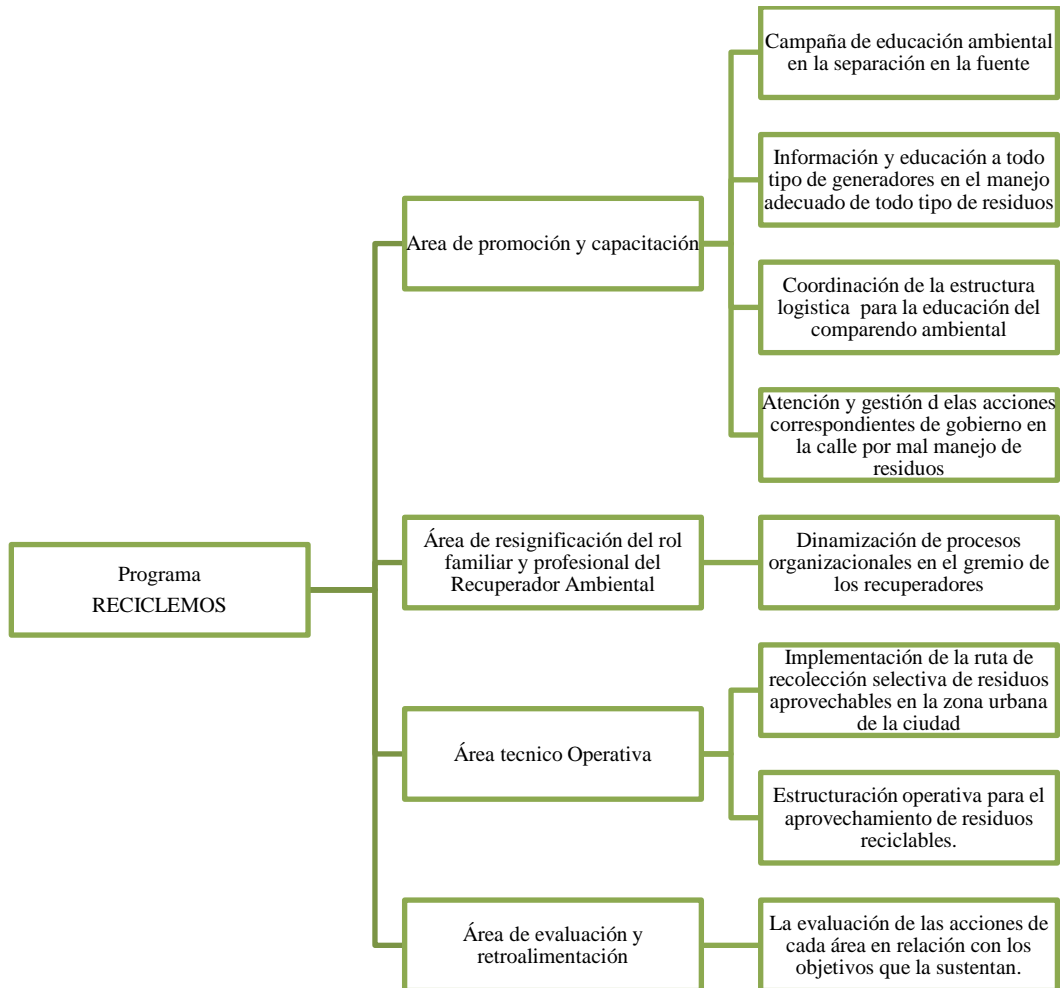 Programa
RECICLEMOS
Area de promoción y capacitación
Campaña de educación ambiental
en la separación en la fuente
Información y educación a todo
tipo de generadores en el manejo
adecuado de todo tipo de residuos
Coordinación de la estructura
logistica para la educación del
comparendo ambiental
Atención y gestión d elas acciones
correspondientes de gobierno en
la calle por mal manejo de
residuos
Área de resignificación del rol
familiar y profesional del
Recuperador Ambiental
Dinamización de procesos
organizacionales en el gremio de
los recuperadores
Área tecnico Operativa
Implementación de la ruta de
recolección selectiva de residuos
aprovechables en la zona urbana
de la ciudad
Estructuración operativa para el
aprovechamiento de residuos
reciclables.
Área de evaluación y
retroalimentación
La evaluación de las acciones de
cada área en relación con los
objetivos que la sustentan.